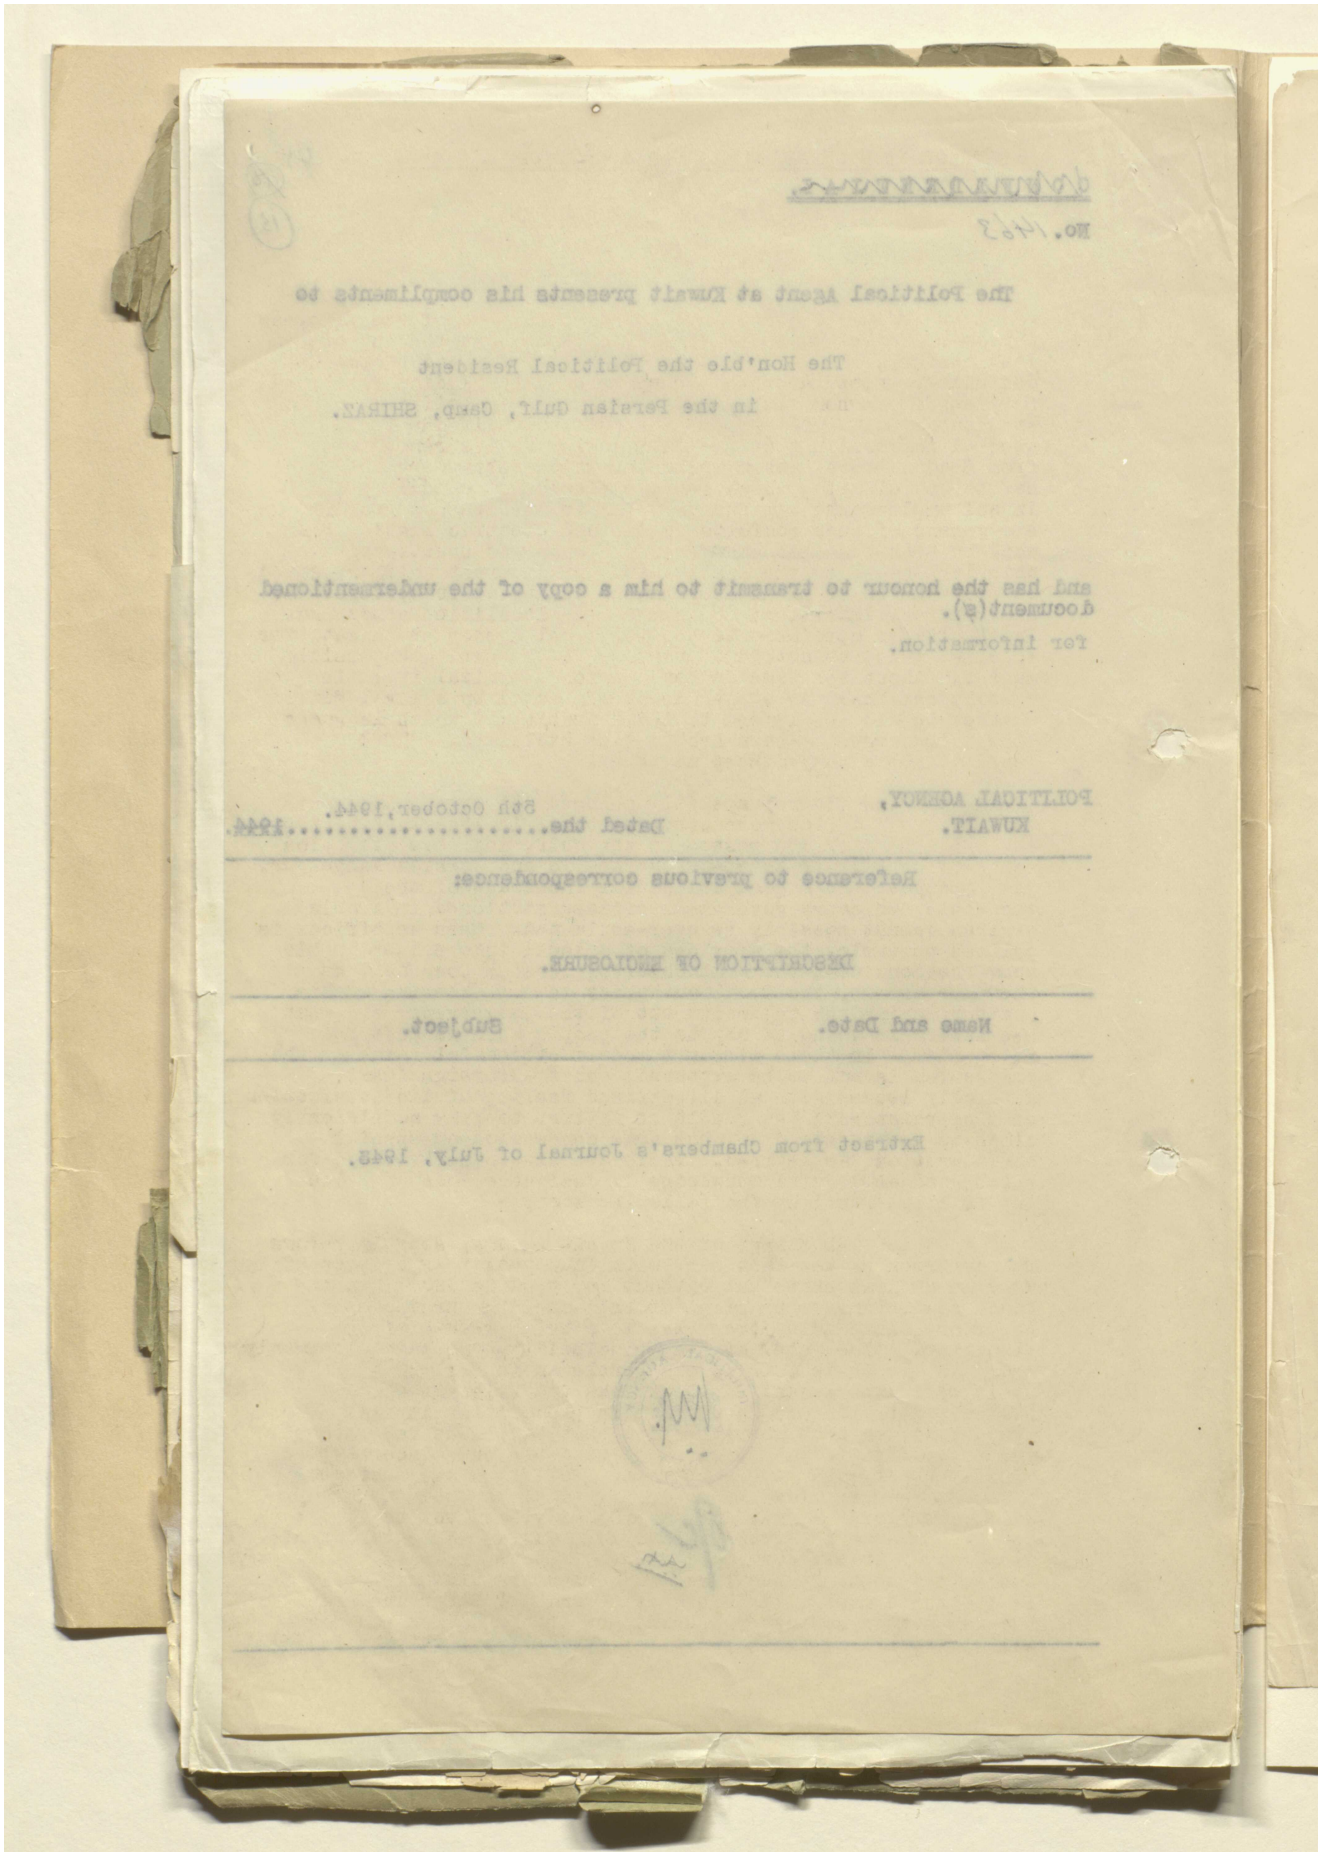 No. 1463
The Political Agent at Kuwait presents his compliments to
The Hon'ble the Political Resident
in the Persian Gulf, Camp, SHIRAZ.
and has the honour to transmit to him a copy of the undermentioned
document(s).
for information.
POLITICAL AGENCY,
KUWAIT.
Dated the......................1944.
8th October,1944.
Reference to previous correspondence:
DESCRIPTION OF ENCLOSURE.
Name and Date. Subject.
Extract from Chambers's Journal of July, 1943.